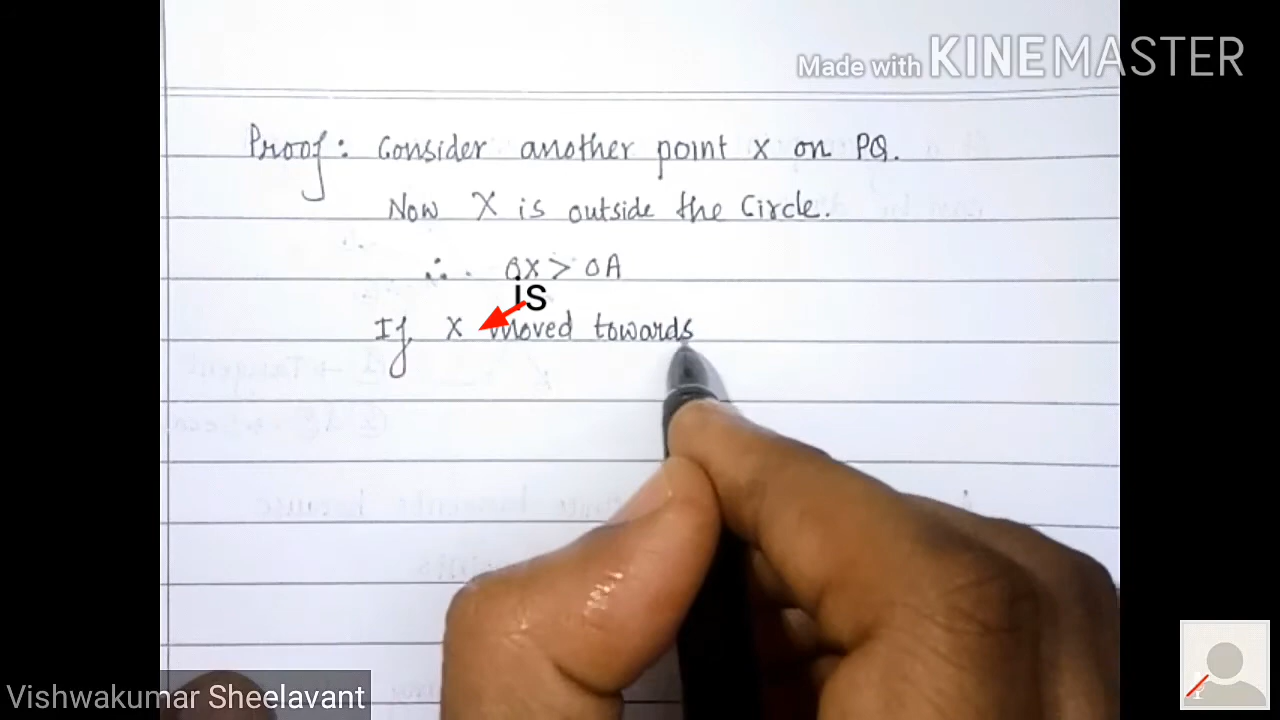 Made with KINEMASTER
Proof: Consider another point X on PQ.
Now X is outside the Circle.
∴ OX > OA
is
If X moved towards
Vishwakumar Sheelavant